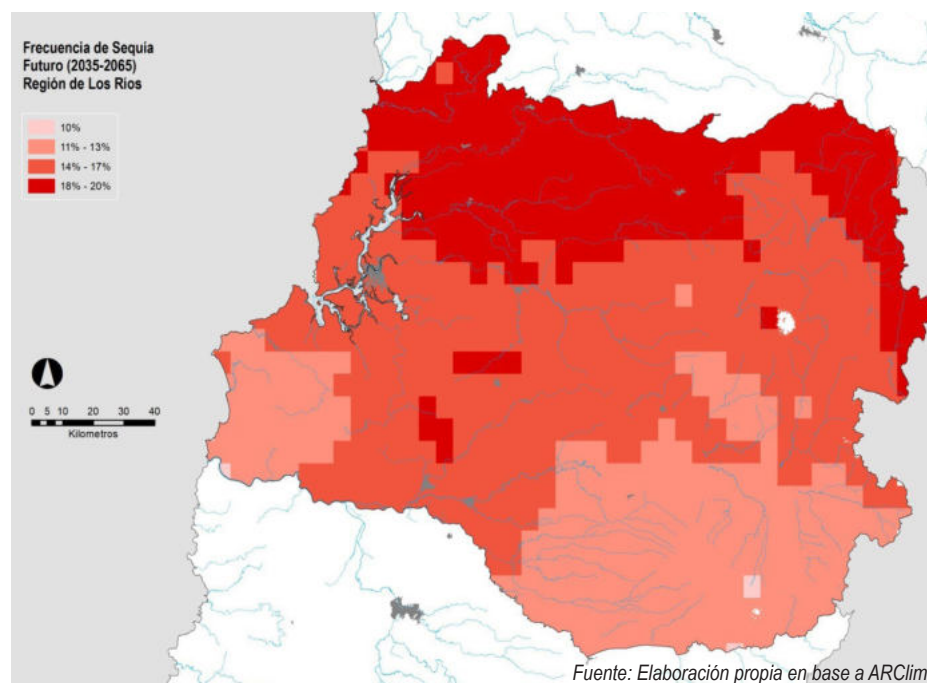 Frecuencia de Sequía
Futuro (2035-2065)
Región de Los Ríos
10%
11% - 13%
14% - 17%
18% - 20%
0 5 10 20 30 40
Kilometros
Fuente: Elaboración propia en base a ARClim